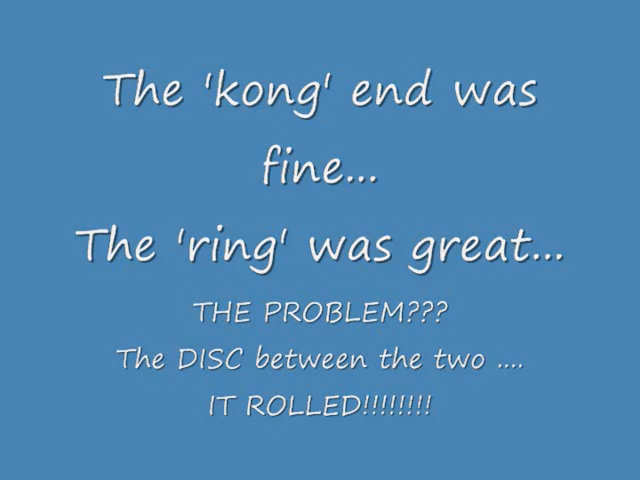 The 'kong' end was
fine...
The 'ring' was great...
THE PROBLEM???
The DISC between the two ....
IT ROLLED!!!!!!!!